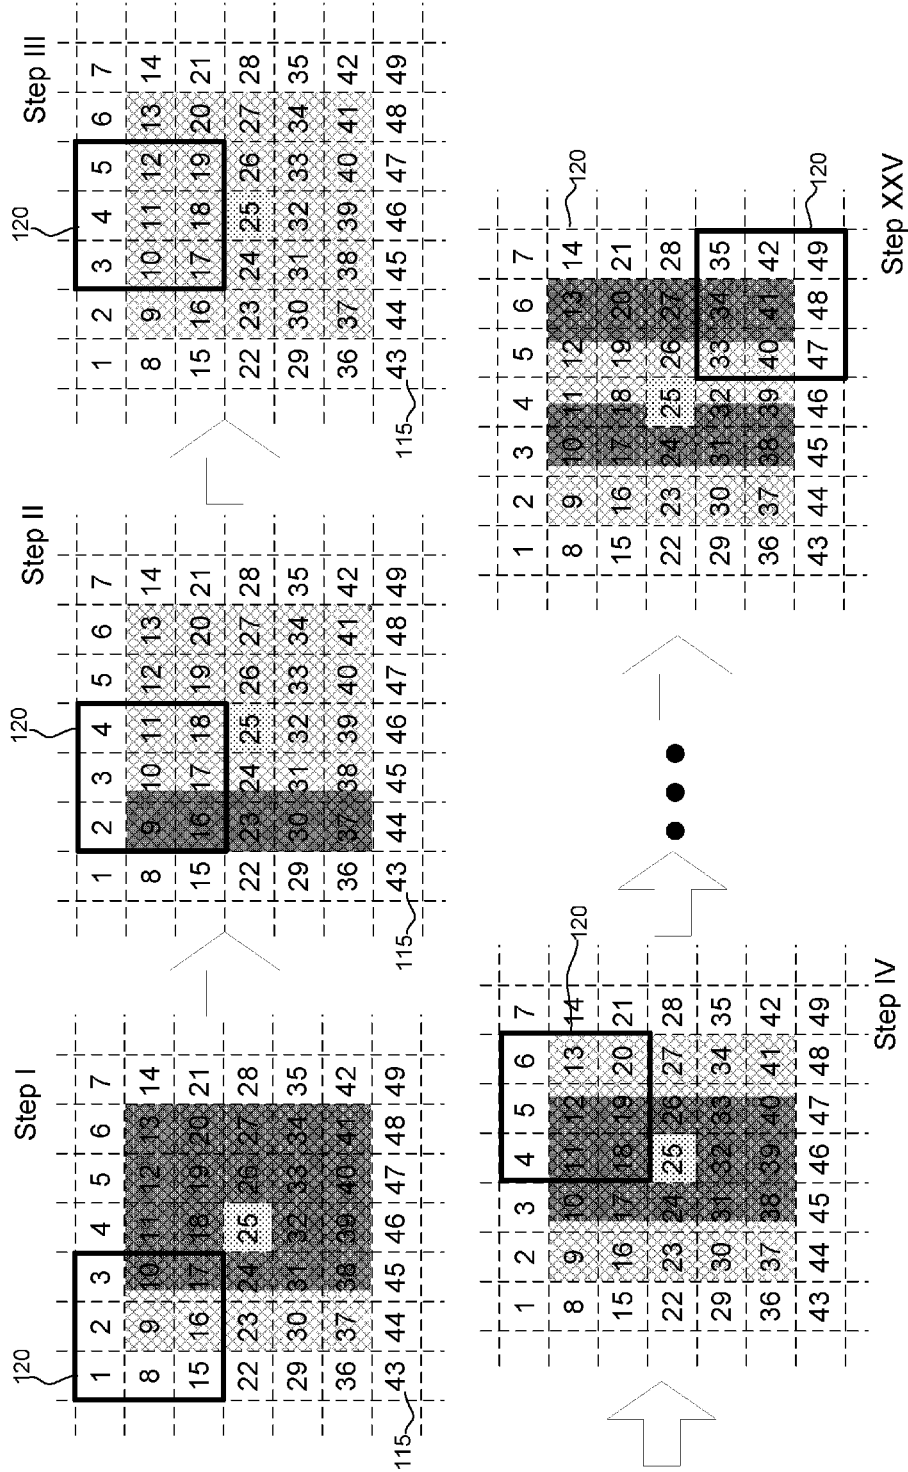 Step I
120
1 2 3 4 5 6 7
8 9 10 11 12 13 14
15 16 17 18 19 20 21
22 23 24 25 26 27 28
29 30 31 32 33 34 35
36 37 38 39 40 41 42
43 44 45 46 47 48 49
115
Step II
120
1 2 3 4 5 6 7
8 9 10 11 12 13 14
15 16 17 18 19 20 21
22 23 24 25 26 27 28
29 30 31 32 33 34 35
36 37 38 39 40 41 42
43 44 45 46 47 48 49
115
Step III
120
1 2 3 4 5 6 7
8 9 10 11 12 13 14
15 16 17 18 19 20 21
22 23 24 25 26 27 28
29 30 31 32 33 34 35
36 37 38 39 40 41 42
43 44 45 46 47 48 49
115
1 2 3 4 5 6 7
8 9 10 11 12 13 14
120
15 16 17 18 19 20 21
22 23 24 25 26 27 28
29 30 31 32 33 34 35
36 37 38 39 40 41 42
43 44 45 46 47 48 49
Step IV
1 2 3 4 5 6 7
8 9 10 11 12 13 14
120
15 16 17 18 19 20 21
22 23 24 25 26 27 28
29 30 31 32 33 34 35
36 37 38 39 40 41 42
43 44 45 46 47 48 49
120
Step XXV